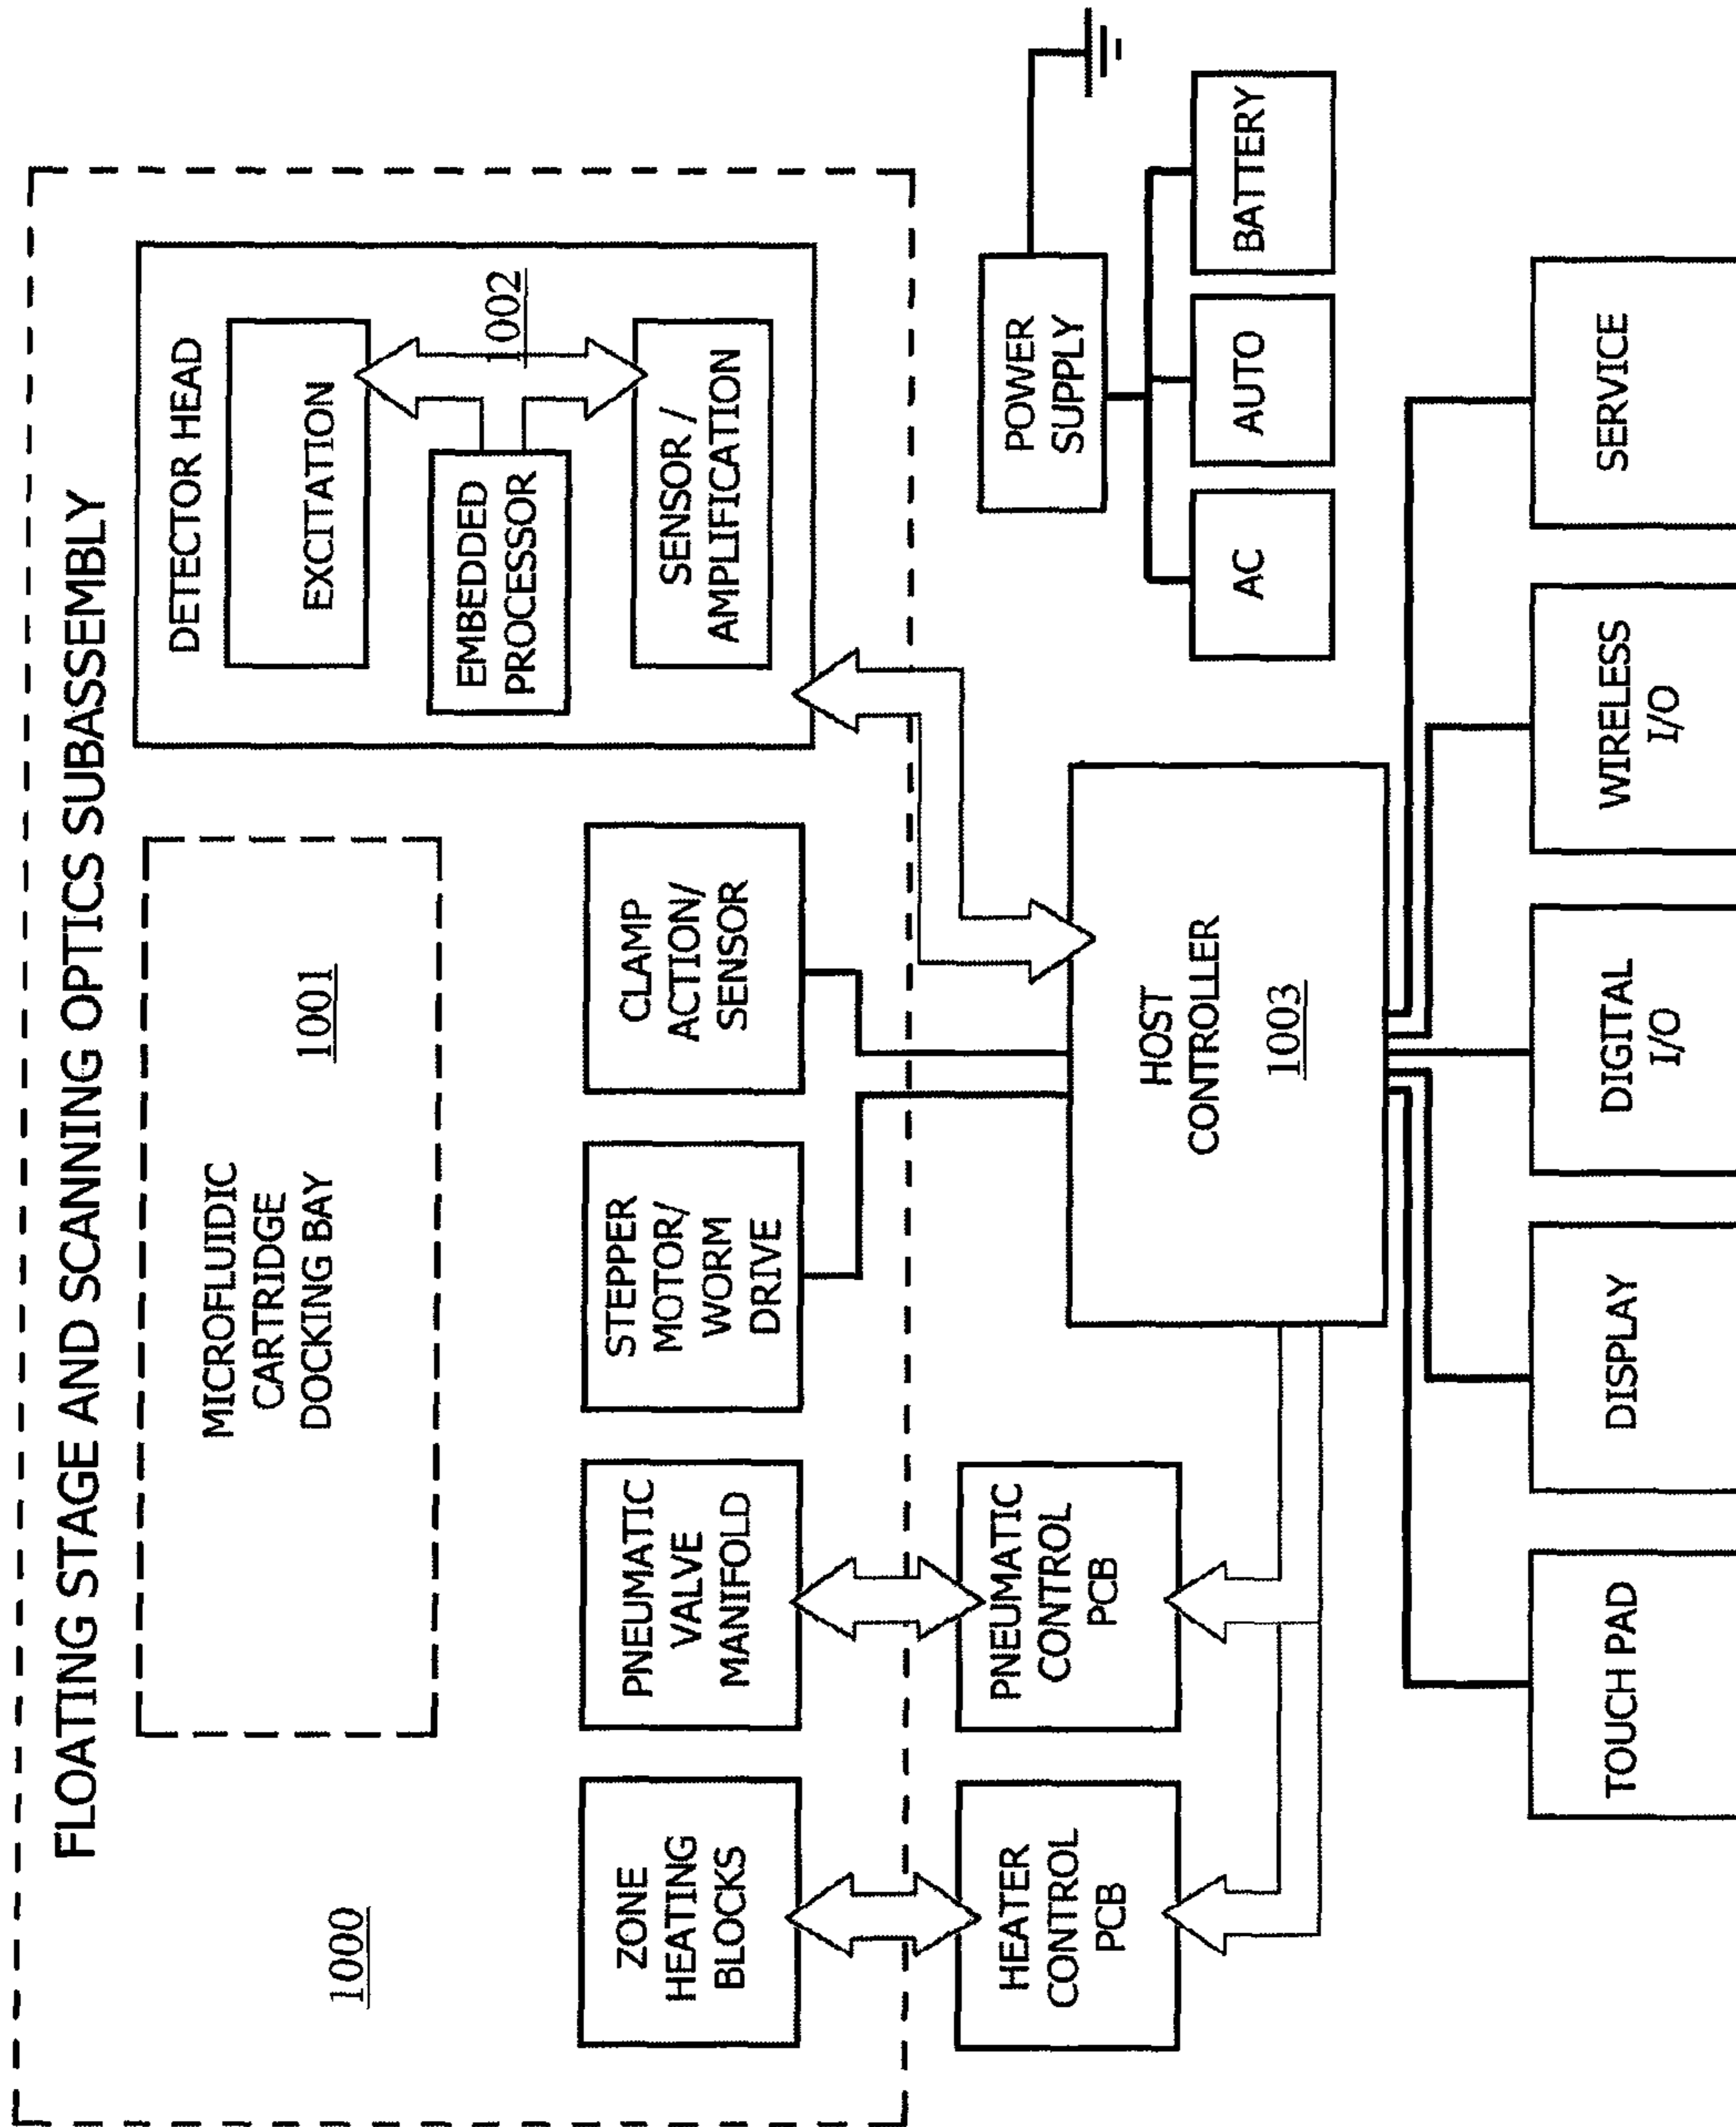 FLOATING STAGE AND SCANNING OPTICS SUBASSEMBLY
1000
MICROFLUIDIC
CARTRIDGE
DOCKING BAY
1001
DETECTOR HEAD
EXCITATION
EMBEDDED
PROCESSOR
1002
SENSOR /
AMPLIFICATION
ZONE
HEATING
BLOCKS
PNEUMATIC
VALVE
MANIFOLD
STEPPER
MOTOR/
WORM
DRIVE
CLAMP
ACTION/
SENSOR
HEATER
CONTROL
PCB
PNEUMATIC
CONTROL
PCB
HOST
CONTROLLER
1003
POWER
SUPPLY
AC
AUTO
BATTERY
TOUCH PAD
DISPLAY
DIGITAL
I/O
WIRELESS
I/O
SERVICE